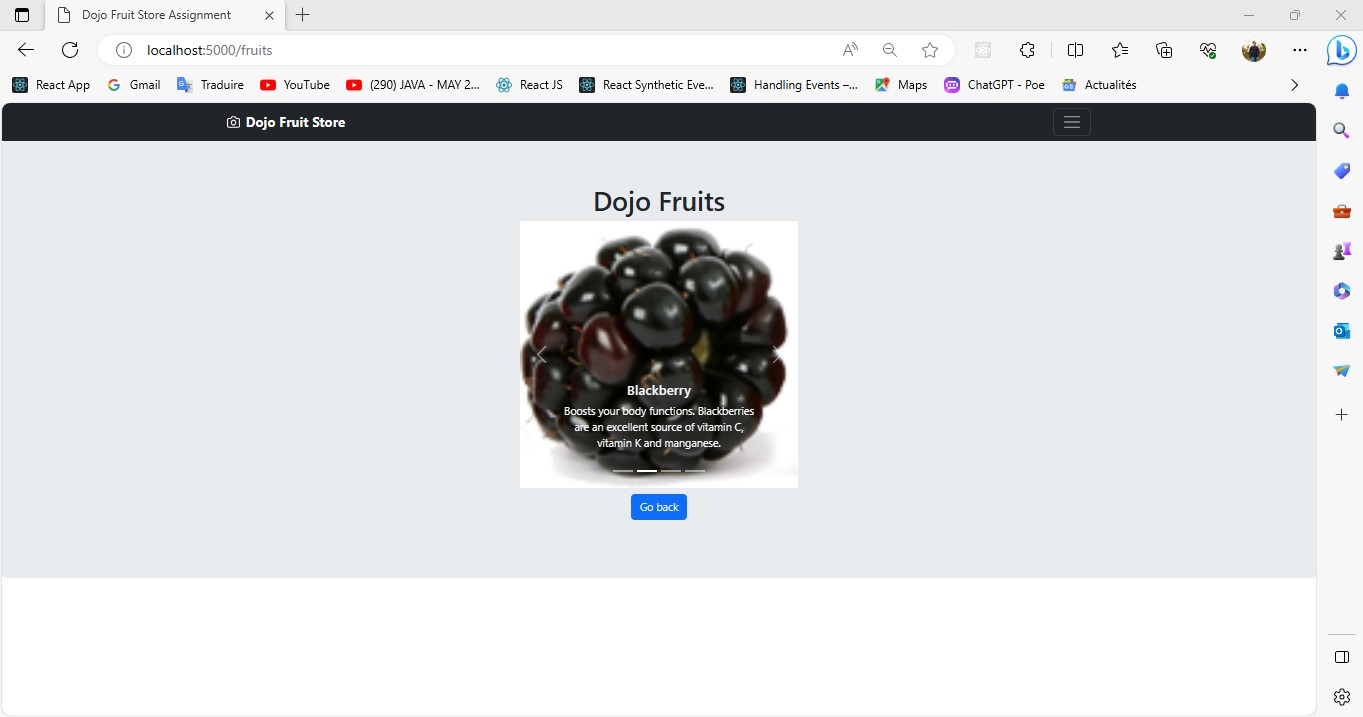 Dojo Fruit Store Assignment
localhost:5000/fruits
React App
Gmail
Traduire
YouTube
(290) JAVA - MAY 2...
React JS
React Synthetic Eve...
Handling Events –...
Maps
ChatGPT - Poe
Actualités
Dojo Fruit Store
Dojo Fruits
Blackberry
Boosts your body functions. Blackberries
are an excellent source of vitamin C,
vitamin K and manganese.
Go back